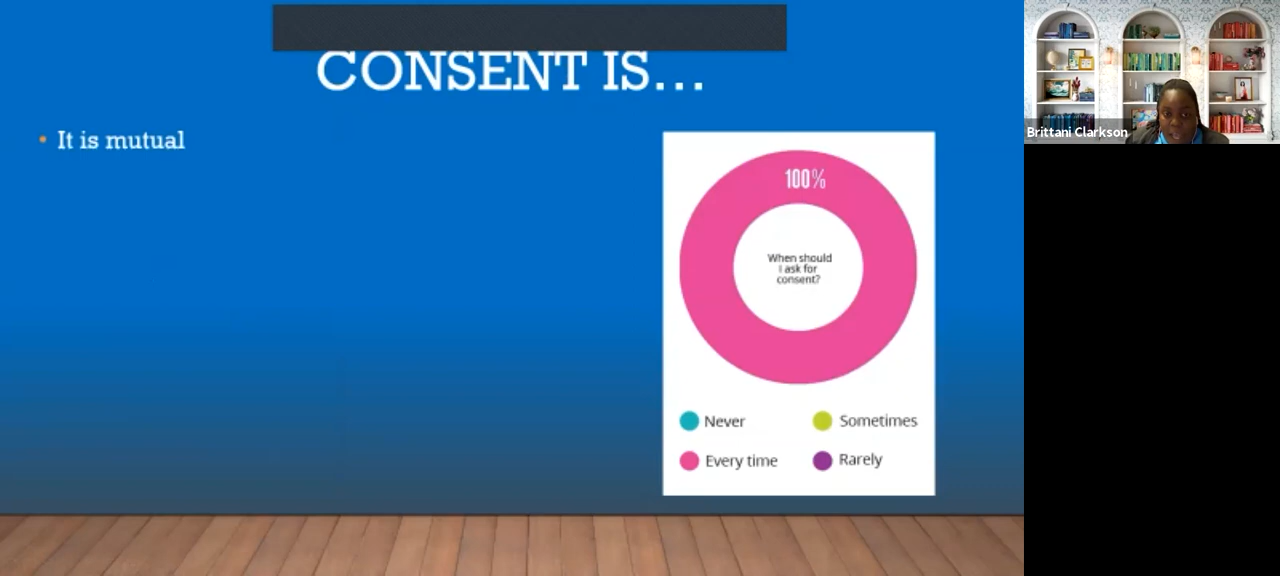 CONSENT IS...
• It is mutual
100%
When should
I ask for
consent?
Never
Sometimes
Every time
Rarely
Brittani Clarkson